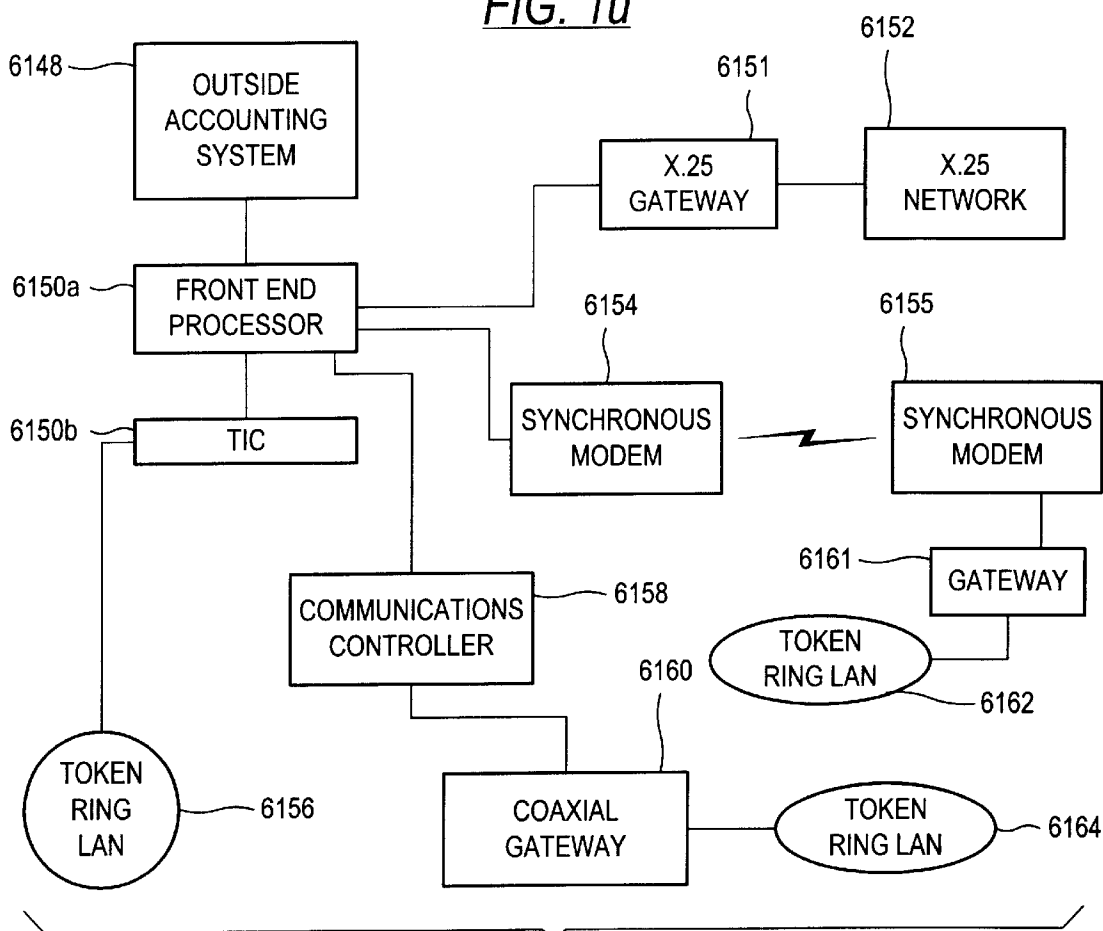 FIG. 1u
6148
OUTSIDE
ACCOUNTING
SYSTEM
6151
6152
X.25
GATEWAY
X.25
NETWORK
6150a
FRONT END
PROCESSOR
6154
6155
6150b
TIC
SYNCHRONOUS
MODEM
SYNCHRONOUS
MODEM
6161
GATEWAY
COMMUNICATIONS
CONTROLLER
6158
TOKEN
RING LAN
6162
6160
TOKEN
RING
LAN
6156
COAXIAL
GATEWAY
TOKEN
RING LAN
6164